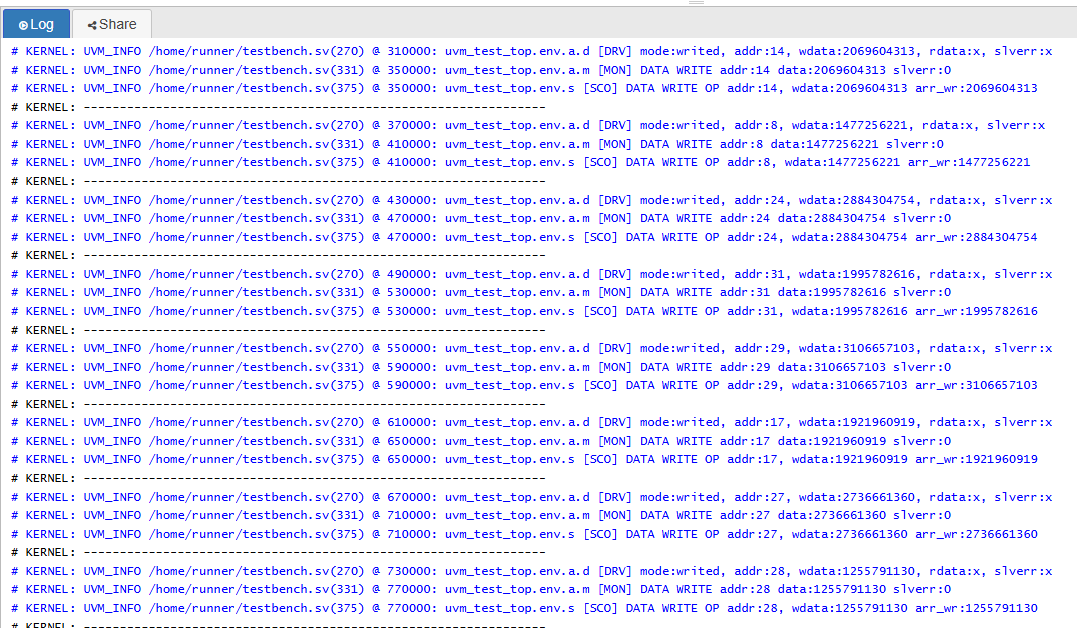 Log
Share
# KERNEL: UVM_INFO /home/runner/testbench.sv(270) @ 310000: uvm_test_top.env.a.d [DRV] mode:writed, addr:14, wdata:2069604313, rdata:x, slverr:x
# KERNEL: UVM_INFO /home/runner/testbench.sv(331) @ 350000: uvm_test_top.env.a.m [MON] DATA WRITE addr:14 data:2069604313 slverr:0
# KERNEL: UVM_INFO /home/runner/testbench.sv(375) @ 350000: uvm_test_top.env.s [SCO] DATA WRITE OP addr:14, wdata:2069604313 arr_wr:2069604313
# KERNEL: ----------------------------------------------------------------
# KERNEL: UVM_INFO /home/runner/testbench.sv(270) @ 370000: uvm_test_top.env.a.d [DRV] mode:writed, addr:8, wdata:1477256221, rdata:x, slverr:x
# KERNEL: UVM_INFO /home/runner/testbench.sv(331) @ 410000: uvm_test_top.env.a.m [MON] DATA WRITE addr:8 data:1477256221 slverr:0
# KERNEL: UVM_INFO /home/runner/testbench.sv(375) @ 410000: uvm_test_top.env.s [SCO] DATA WRITE OP addr:8, wdata:1477256221 arr_wr:1477256221
# KERNEL: ----------------------------------------------------------------
# KERNEL: UVM_INFO /home/runner/testbench.sv(270) @ 430000: uvm_test_top.env.a.d [DRV] mode:writed, addr:24, wdata:2884304754, rdata:x, slverr:x
# KERNEL: UVM_INFO /home/runner/testbench.sv(331) @ 470000: uvm_test_top.env.a.m [MON] DATA WRITE addr:24 data:2884304754 slverr:0
# KERNEL: UVM_INFO /home/runner/testbench.sv(375) @ 470000: uvm_test_top.env.s [SCO] DATA WRITE OP addr:24, wdata:2884304754 arr_wr:2884304754
# KERNEL: ----------------------------------------------------------------
# KERNEL: UVM_INFO /home/runner/testbench.sv(270) @ 490000: uvm_test_top.env.a.d [DRV] mode:writed, addr:31, wdata:1995782616, rdata:x, slverr:x
# KERNEL: UVM_INFO /home/runner/testbench.sv(331) @ 530000: uvm_test_top.env.a.m [MON] DATA WRITE addr:31 data:1995782616 slverr:0
# KERNEL: UVM_INFO /home/runner/testbench.sv(375) @ 530000: uvm_test_top.env.s [SCO] DATA WRITE OP addr:31, wdata:1995782616 arr_wr:1995782616
# KERNEL: ----------------------------------------------------------------
# KERNEL: UVM_INFO /home/runner/testbench.sv(270) @ 550000: uvm_test_top.env.a.d [DRV] mode:writed, addr:29, wdata:3106657103, rdata:x, slverr:x
# KERNEL: UVM_INFO /home/runner/testbench.sv(331) @ 590000: uvm_test_top.env.a.m [MON] DATA WRITE addr:29 data:3106657103 slverr:0
# KERNEL: UVM_INFO /home/runner/testbench.sv(375) @ 590000: uvm_test_top.env.s [SCO] DATA WRITE OP addr:29, wdata:3106657103 arr_wr:3106657103
# KERNEL: ----------------------------------------------------------------
# KERNEL: UVM_INFO /home/runner/testbench.sv(270) @ 610000: uvm_test_top.env.a.d [DRV] mode:writed, addr:17, wdata:1921960919, rdata:x, slverr:x
# KERNEL: UVM_INFO /home/runner/testbench.sv(331) @ 650000: uvm_test_top.env.a.m [MON] DATA WRITE addr:17 data:1921960919 slverr:0
# KERNEL: UVM_INFO /home/runner/testbench.sv(375) @ 650000: uvm_test_top.env.s [SCO] DATA WRITE OP addr:17, wdata:1921960919 arr_wr:1921960919
# KERNEL: ----------------------------------------------------------------
# KERNEL: UVM_INFO /home/runner/testbench.sv(270) @ 670000: uvm_test_top.env.a.d [DRV] mode:writed, addr:27, wdata:2736661360, rdata:x, slverr:x
# KERNEL: UVM_INFO /home/runner/testbench.sv(331) @ 710000: uvm_test_top.env.a.m [MON] DATA WRITE addr:27 data:2736661360 slverr:0
# KERNEL: UVM_INFO /home/runner/testbench.sv(375) @ 710000: uvm_test_top.env.s [SCO] DATA WRITE OP addr:27, wdata:2736661360 arr_wr:2736661360
# KERNEL: ----------------------------------------------------------------
# KERNEL: UVM_INFO /home/runner/testbench.sv(270) @ 730000: uvm_test_top.env.a.d [DRV] mode:writed, addr:28, wdata:1255791130, rdata:x, slverr:x
# KERNEL: UVM_INFO /home/runner/testbench.sv(331) @ 770000: uvm_test_top.env.a.m [MON] DATA WRITE addr:28 data:1255791130 slverr:0
# KERNEL: UVM_INFO /home/runner/testbench.sv(375) @ 770000: uvm_test_top.env.s [SCO] DATA WRITE OP addr:28, wdata:1255791130 arr_wr:1255791130
# KERNEL: ----------------------------------------------------------------